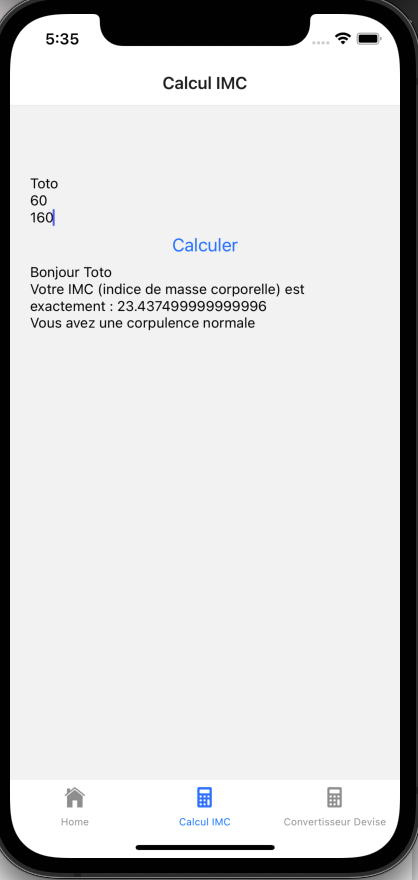 5:35
Calcul IMC
Toto
60
160
Calculer
Bonjour Toto
Votre IMC (indice de masse corporelle) est
exactement : 23.437499999999996
Vous avez une corpulence normale
Home
Calcul IMC
Convertisseur Devise